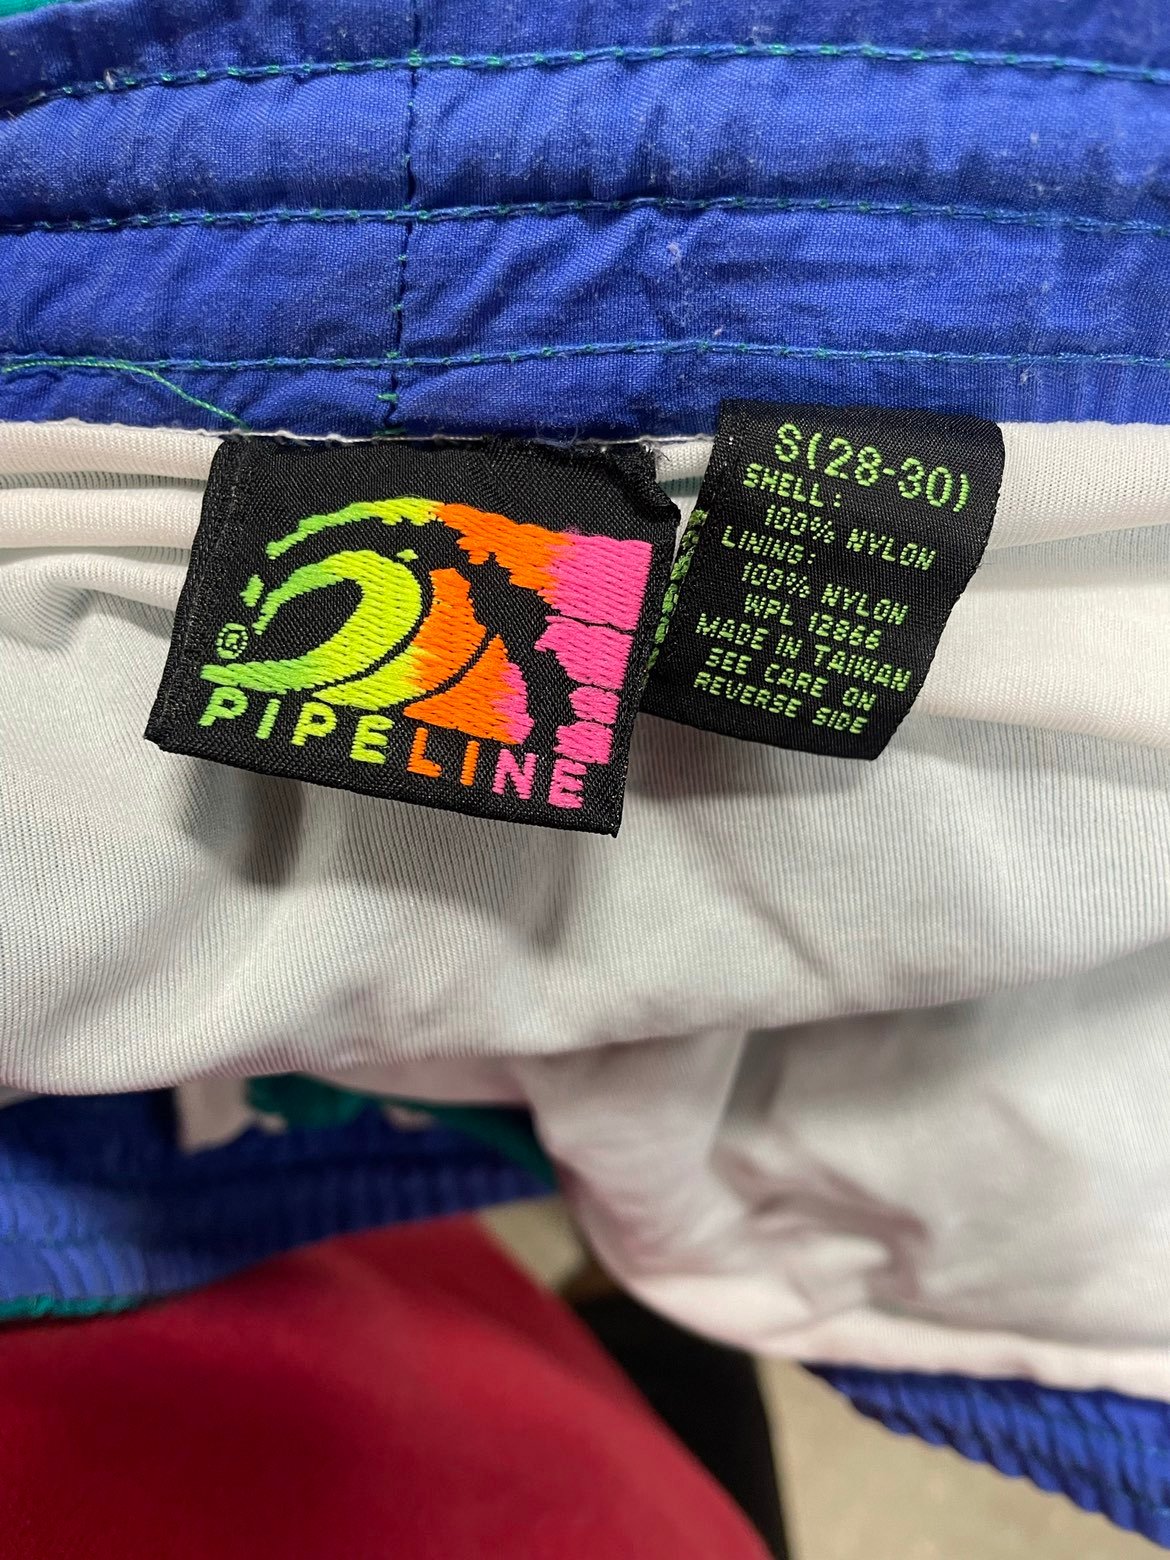 ©
PIPELINE
S(28-30)
SHELL:
100% NYLON
LINING:
100% NYLON
WPL 12866
MADE IN TAIWAN
SEE CARE ON
REVERSE SIDE